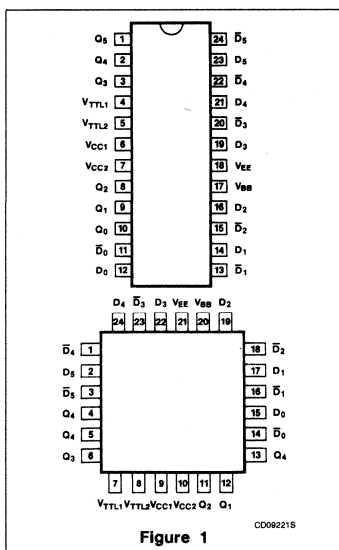 Q5 1 24 D̅5
Q4 2 23 D5
Q3 3 22 D̅4
VTTL1 4 21 D4
VTTL2 5 20 D̅3
VCC1 6 19 D3
VCC2 7 18 VEE
Q2 8 17 VBB
Q1 9 16 D2
Q0 10 15 D̅2
D̅0 11 14 D1
D0 12 13 D̅1
D4 D̅3 D3 VEE VBB D2
24 23 22 21 20 19
D̅4 1 18 D̅2
D5 2 17 D1
D̅5 3 16 D̅1
Q4 4 15 D0
Q4 5 14 D̅0
Q3 6 13 Q4
7 8 9 10 11 12
VTTL1 VTTL2 VCC1 VCC2 Q2 Q1
CD09221S
Figure 1